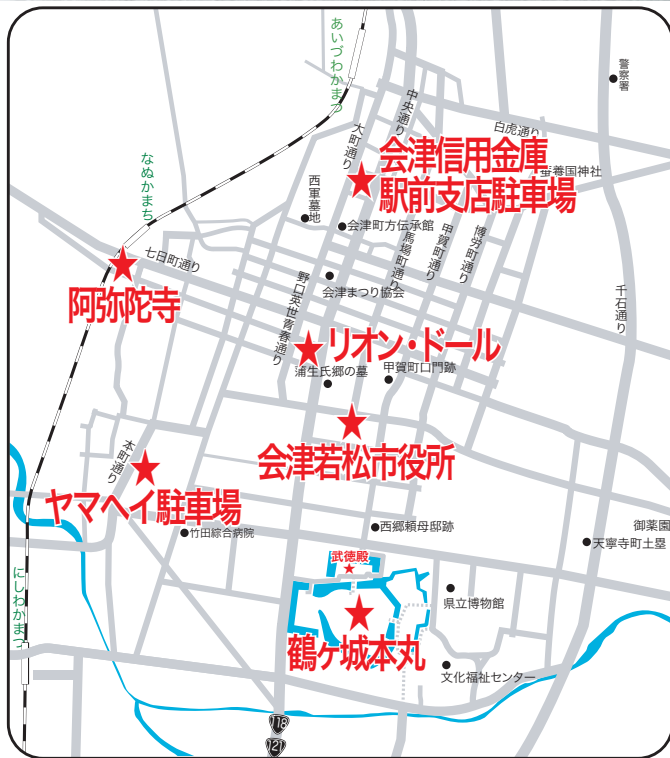 あいづわかまつ
警察署
中央通り
大町通り
白虎通り
会津信用金庫
駅前支店駐車場
蚕養国神社
なぬかまち
西軍墓地
会津町方伝承館
馬場町通り
甲賀町通り
博労町通り
七日町通り
阿弥陀寺
会津まつり協会
野口英世青春通り
千石通り
リオン・ドール
蒲生氏郷の墓
甲賀町口門跡
会津若松市役所
本町通り
ヤマヘイ駐車場
竹田綜合病院
西郷頼母邸跡
御薬園
天寧寺町土塁
武徳殿
にしわかまつ
県立博物館
鶴ヶ城本丸
文化福祉センター
118
121